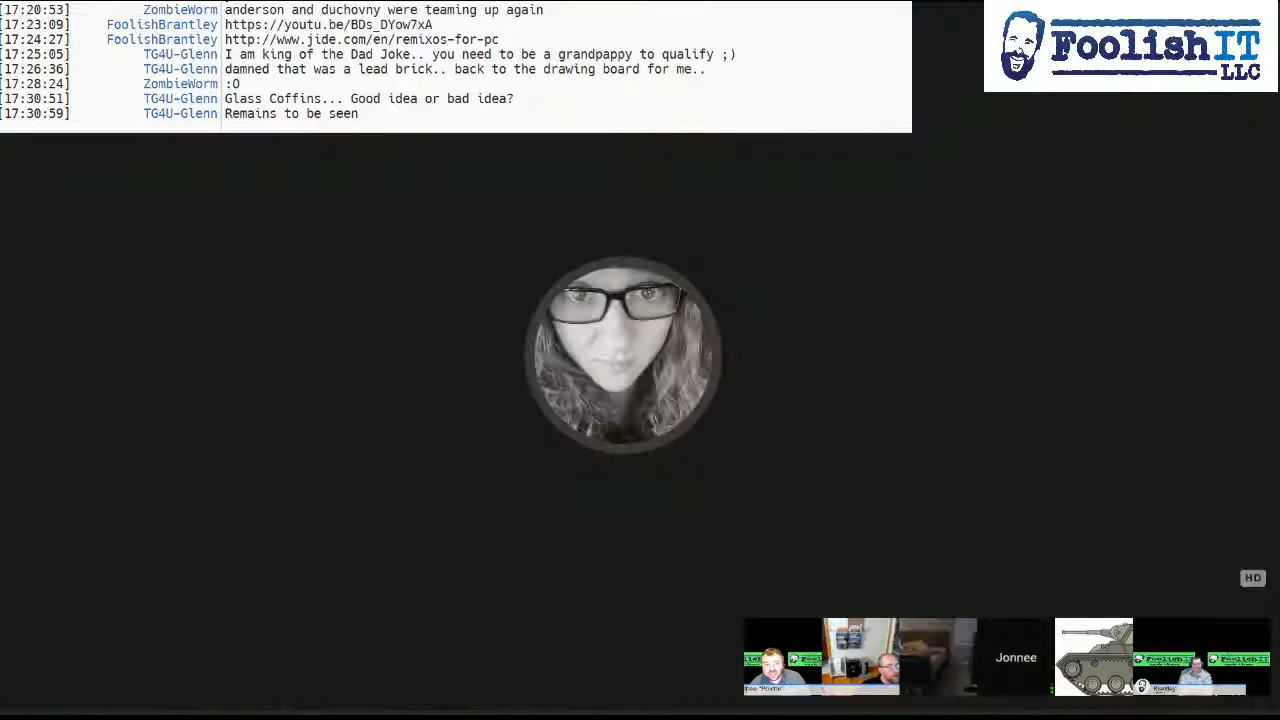 [17:20:53] ZombieWorm anderson and duchovny were teaming up again
[17:23:09] FoolishBrantley https://youtu.be/BDs_DYow7xA
[17:24:27] FoolishBrantley http://www.jide.com/en/remixos-for-pc
[17:25:05] TG4U-Glenn I am king of the Dad Joke.. you need to be a grandpappy to qualify ;)
[17:26:36] TG4U-Glenn damned that was a lead brick.. back to the drawing board for me..
[17:28:24] ZombieWorm :O
[17:30:51] TG4U-Glenn Glass Coffins... Good idea or bad idea?
[17:30:59] TG4U-Glenn Remains to be seen
FoolishIT
LLC
HD
Jonnee
FoolishIT
FoolishIT
Brantley